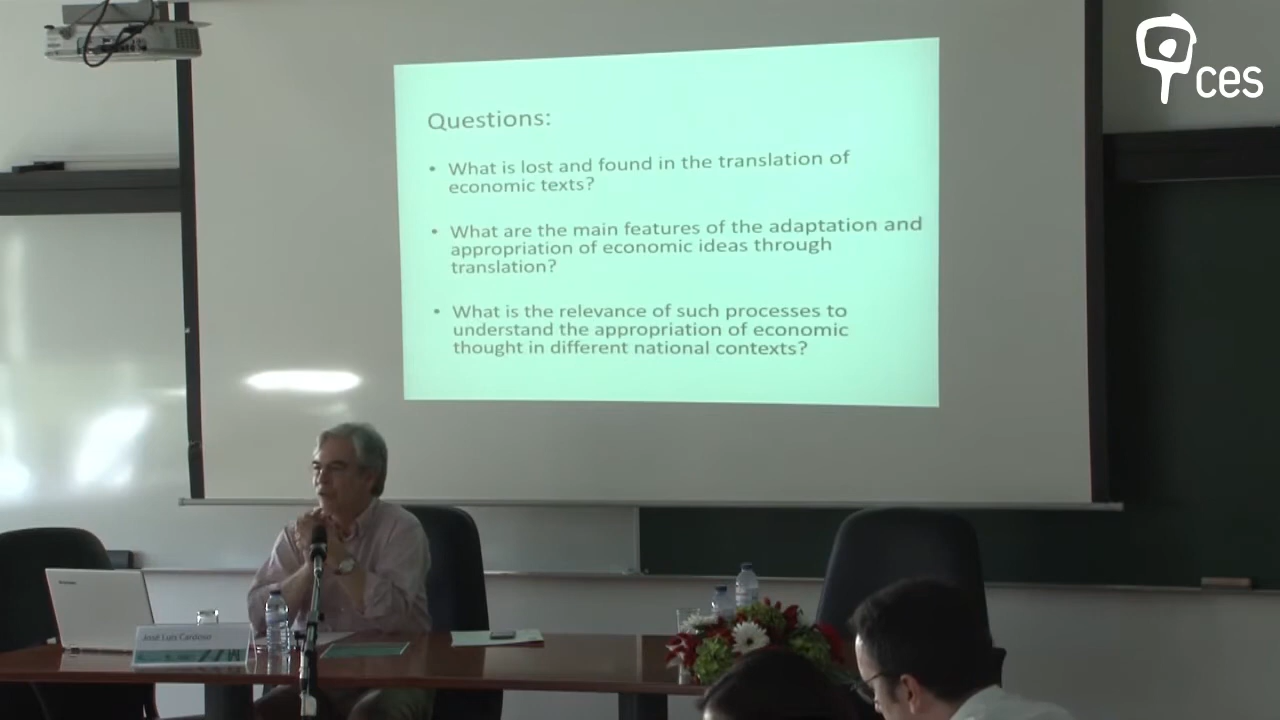 ces
Questions:
• What is lost and found in the translation of
economic texts?
• What are the main features of the adaptation and
appropriation of economic ideas through
translation?
• What is the relevance of such processes to
understand the appropriation of economic
thought in different national contexts?
José Luís Cardoso